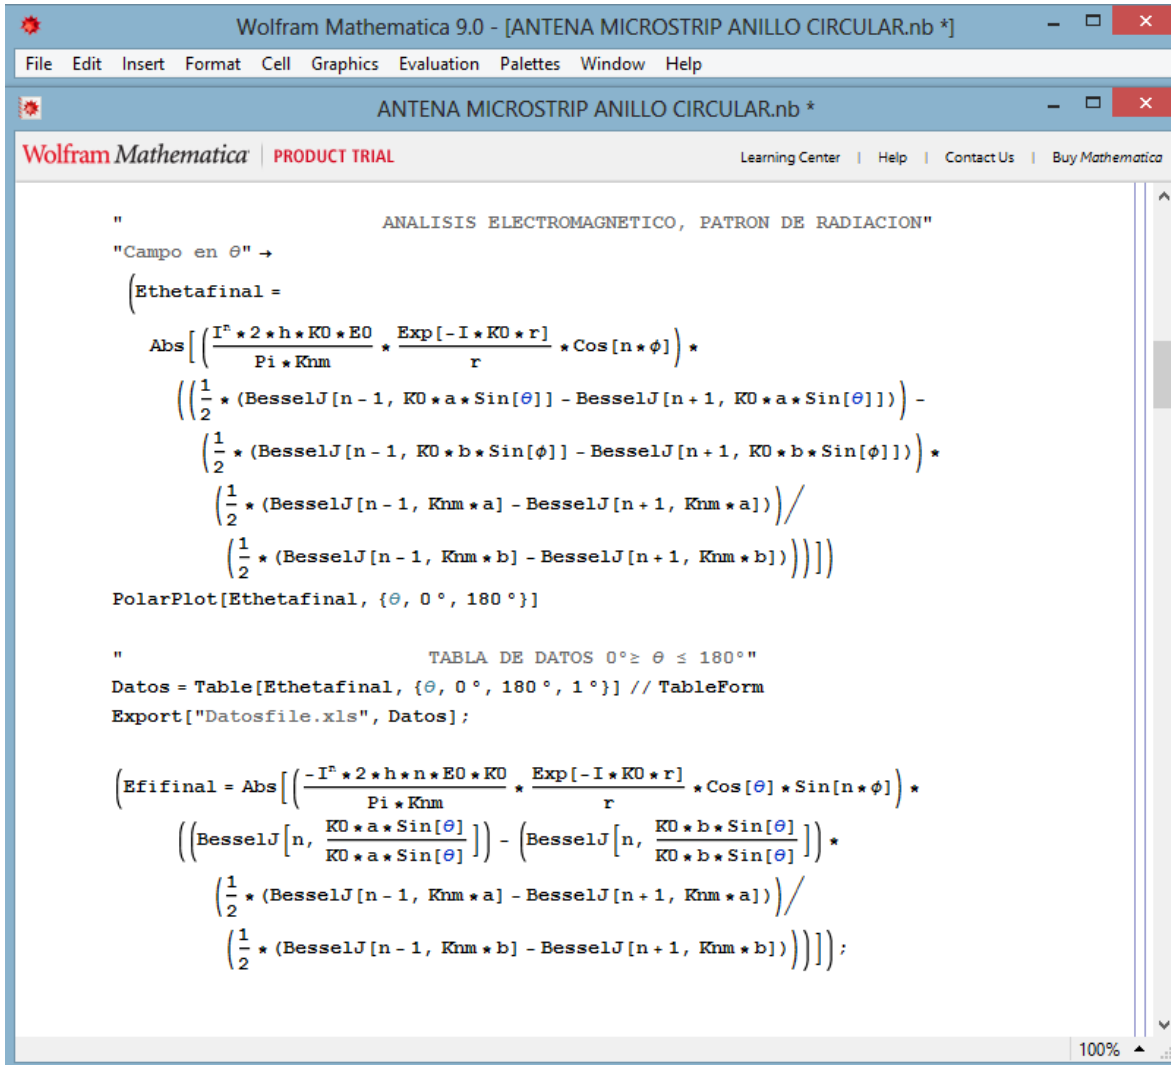 Wolfram Mathematica 9.0 - [ANTENA MICROSTRIP ANILLO CIRCULAR.nb *]
File Edit Insert Format Cell Graphics Evaluation Palettes Window Help
ANTENA MICROSTRIP ANILLO CIRCULAR.nb *
Wolfram Mathematica | PRODUCT TRIAL Learning Center | Help | Contact Us | Buy Mathematica
" ANALISIS ELECTROMAGNETICO, PATRON DE RADIACION"
"Campo en θ" →
(Ethetafinal =
Abs[((I^n * 2 * h * K0 * E0)/(Pi * Knm) * Exp[-I * K0 * r]/r * Cos[n * ϕ]) *
((1/2 * (BesselJ[n - 1, K0 * a * Sin[θ]] - BesselJ[n + 1, K0 * a * Sin[θ]])) -
(1/2 * (BesselJ[n - 1, K0 * b * Sin[ϕ]] - BesselJ[n + 1, K0 * b * Sin[ϕ]])) *
(1/2 * (BesselJ[n - 1, Knm * a] - BesselJ[n + 1, Knm * a]))/
(1/2 * (BesselJ[n - 1, Knm * b] - BesselJ[n + 1, Knm * b])))])
PolarPlot[Ethetafinal, {θ, 0 °, 180 °}]
" TABLA DE DATOS 0°≥ θ ≤ 180°"
Datos = Table[Ethetafinal, {θ, 0 °, 180 °, 1 °}] // TableForm
Export["Datosfile.xls", Datos];
(Efifinal = Abs[((-I^n * 2 * h * n * E0 * K0)/(Pi * Knm) * Exp[-I * K0 * r]/r * Cos[θ] * Sin[n * ϕ]) *
((BesselJ[n, (K0 * a * Sin[θ])/(K0 * a * Sin[θ])]) - (BesselJ[n, (K0 * b * Sin[θ])/(K0 * b * Sin[θ])]) *
(1/2 * (BesselJ[n - 1, Knm * a] - BesselJ[n + 1, Knm * a]))/
(1/2 * (BesselJ[n - 1, Knm * b] - BesselJ[n + 1, Knm * b])))]);
100%